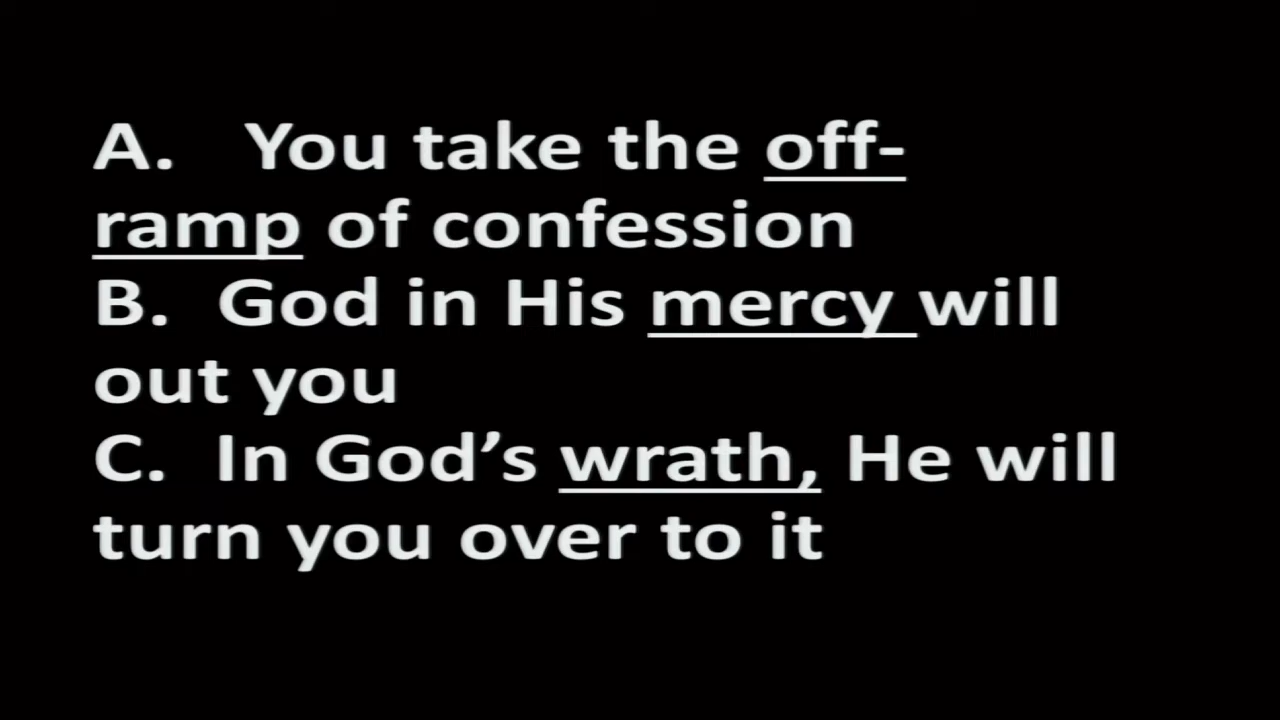 A. You take the off-
ramp of confession
B. God in His mercy will
out you
C. In God’s wrath, He will
turn you over to it